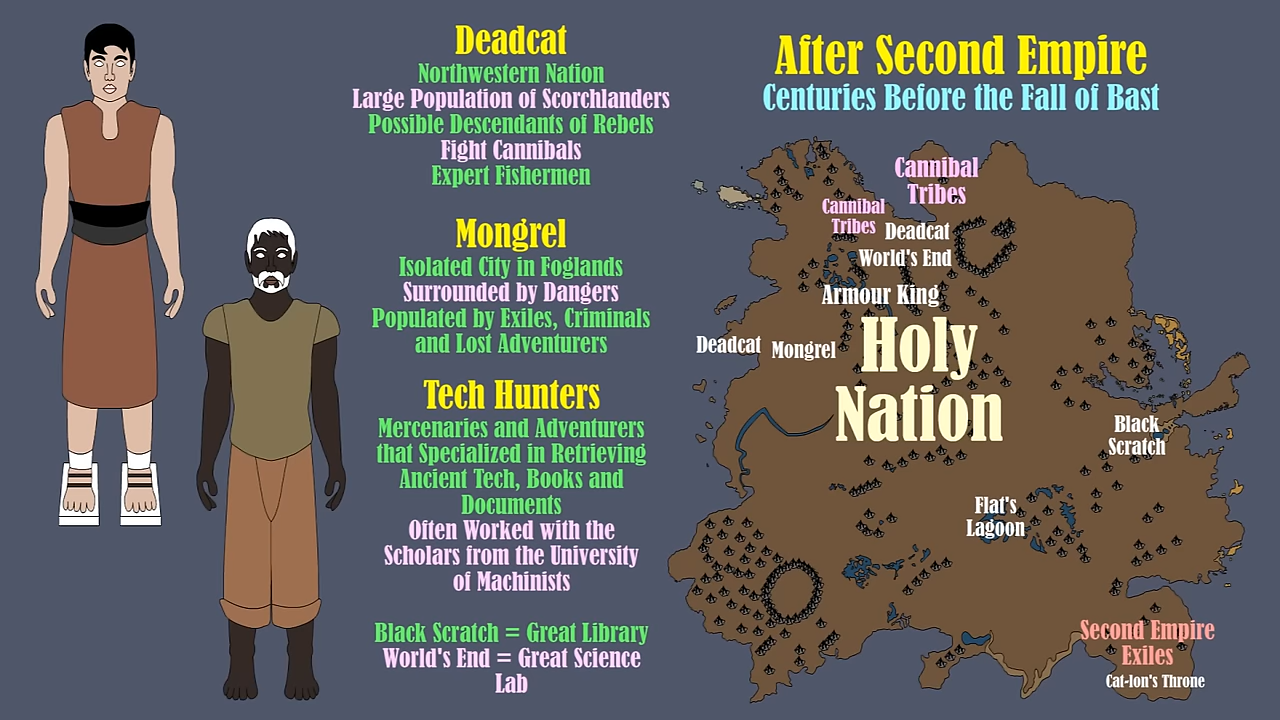 Deadcat
Northwestern Nation
Large Population of Scorchlanders
Possible Descendants of Rebels
Fight Cannibals
Expert Fishermen
Mongrel
Isolated City in Foglands
Surrounded by Dangers
Populated by Exiles, Criminals
and Lost Adventurers
Tech Hunters
Mercenaries and Adventurers
that Specialized in Retrieving
Ancient Tech, Books and
Documents
Often Worked with the
Scholars from the University
of Machinists
Black Scratch = Great Library
World's End = Great Science
Lab
After Second Empire
Centuries Before the Fall of Bast
Cannibal
Tribes
Cannibal
Tribes
Deadcat
World's End
Armour King
Deadcat
Mongrel
Holy
Nation
Black
Scratch
Flat's
Lagoon
Second Empire
Exiles
Cat-lon's Throne